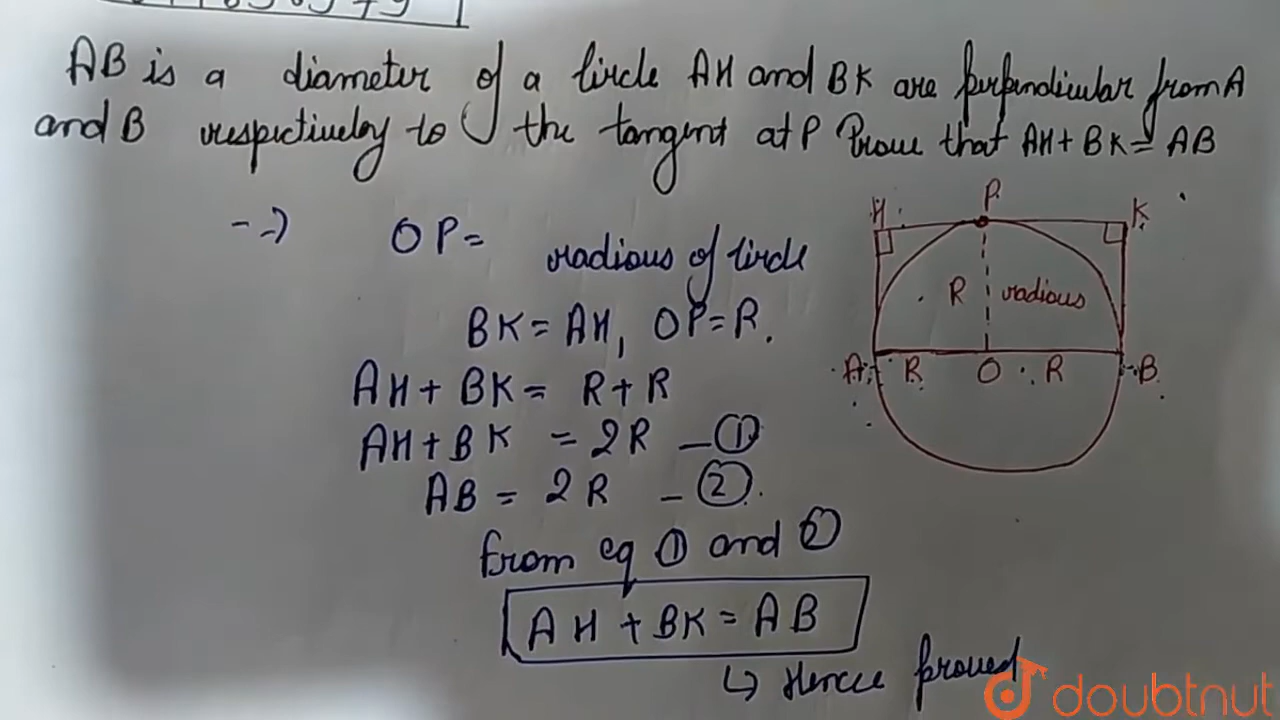 AB is a diameter of a circle AH and BK are perpendicular from A
and B respectively to the tangent at P Prove that AH + BK = AB
H P K
-⇒ OP = radious of circle
BK = AH, OP = R. R radious
AH + BK = R + R A R O R B
AH + BK = 2R - ①
AB = 2R - ②.
from eq ① and ②
AH + BK = AB
↳ Hence proved
doubtnut